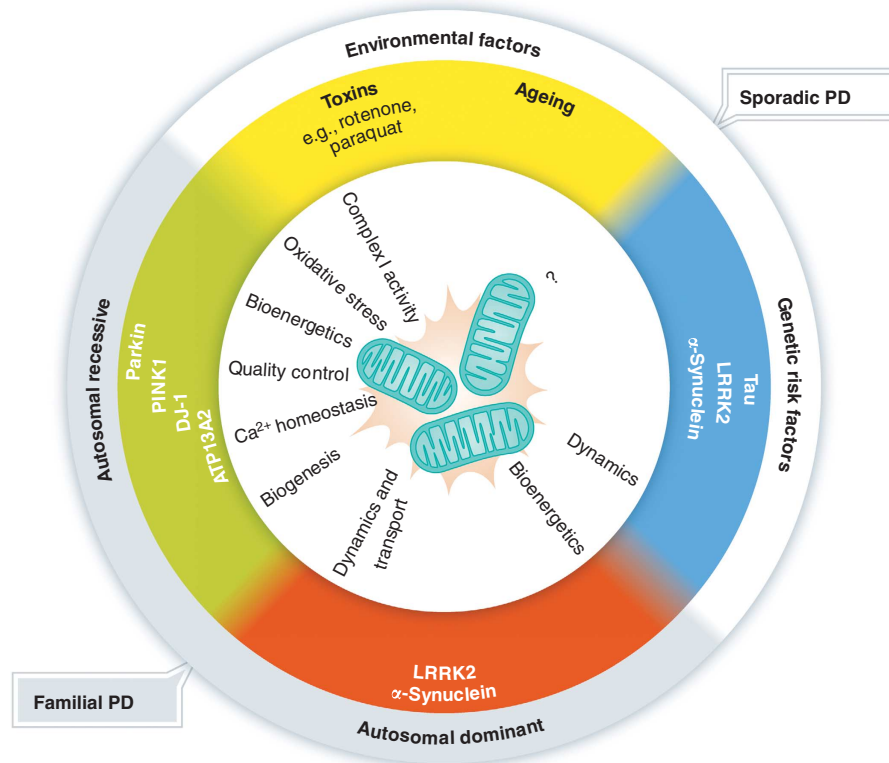 Environmental factors
Sporadic PD
Toxins
e.g., rotenone,
paraquat
Ageing
Autosomal recessive
Parkin
PINK1
DJ-1
ATP13A2
Complex I activity
Oxidative stress
Bioenergetics
Quality control
Ca²⁺ homeostasis
Biogenesis
Dynamics and
transport
Bioenergetics
Dynamics
?
Tau
LRRK2
α-Synuclein
Genetic risk factors
LRRK2
α-Synuclein
Autosomal dominant
Familial PD